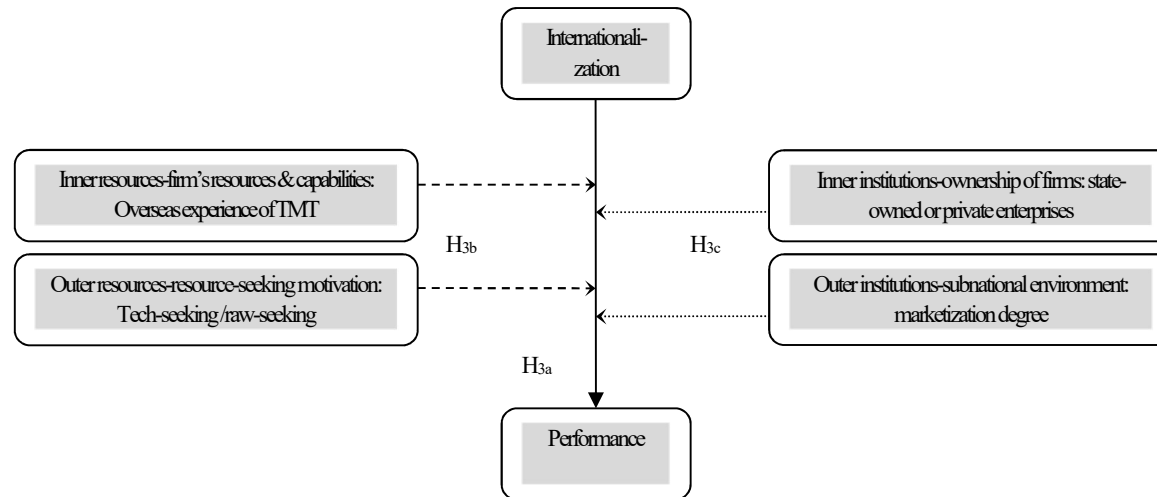 Internationali-
zation
Inner resources-firm's resources & capabilities:
Overseas experience of TMT
Inner institutions-ownership of firms: state-
owned or private enterprises
H3b
H3c
Outer resources-resource-seeking motivation:
Tech-seeking /raw-seeking
Outer institutions-subnational environment:
marketization degree
H3a
Performance